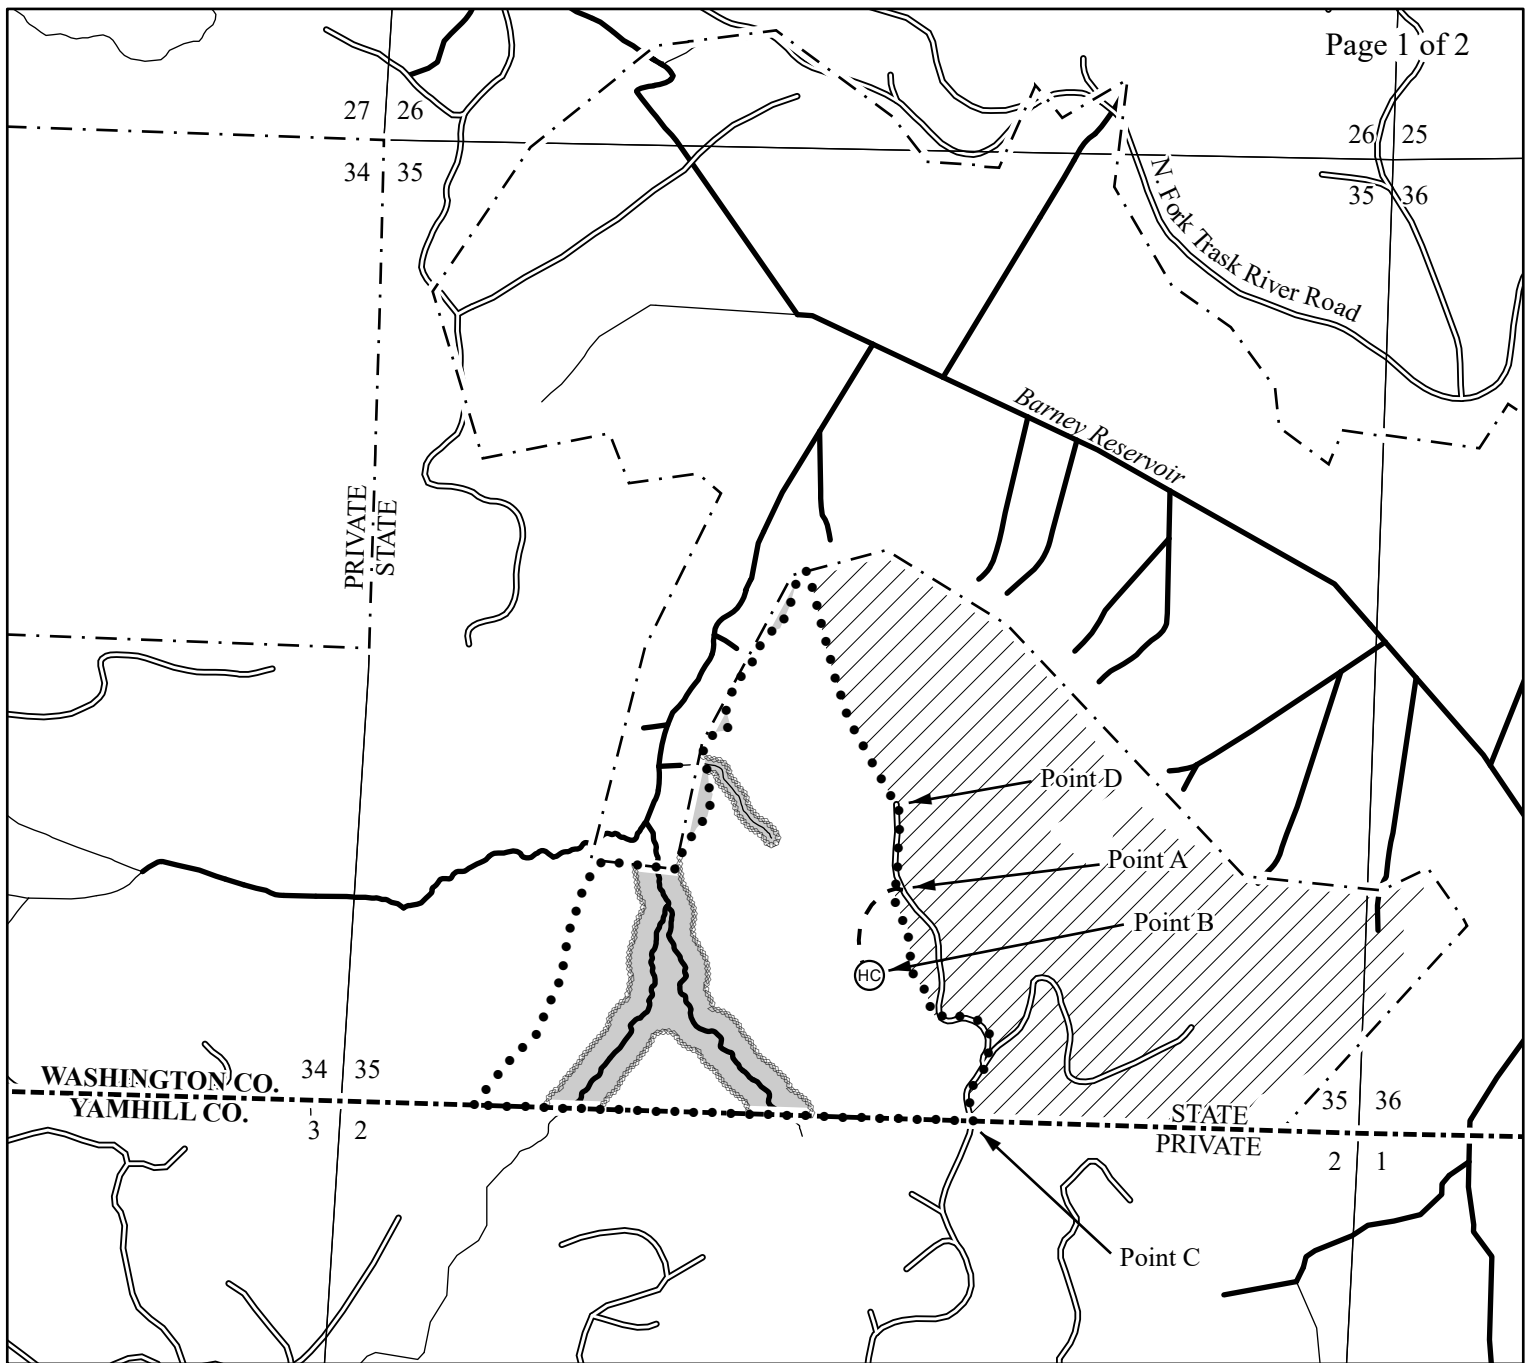 Page 1 of 2
27 26
26 25
34 35
35 36
N. Fork Trask River Road
Barney Reservoir
PRIVATE
STATE
Point D
Point A
Point B
HC
34 35
WASHINGTON CO.
YAMHILL CO.
3 2
35 36
STATE
PRIVATE
2 1
Point C